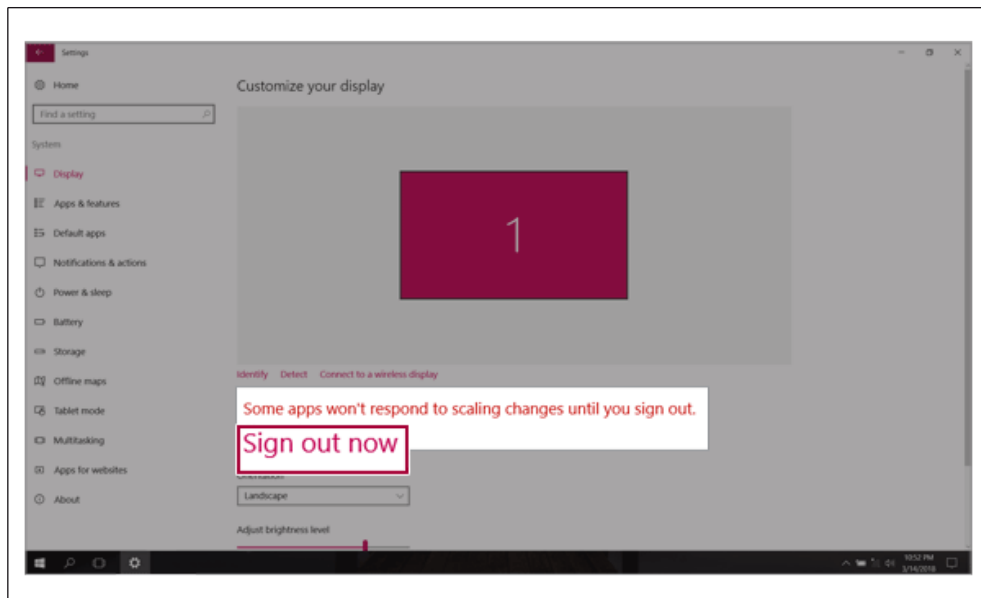 Settings
Home
Find a setting
System
Display
Apps & features
Default apps
Notifications & actions
Power & sleep
Battery
Storage
Offline maps
Tablet mode
Multitasking
Apps for websites
About
Customize your display
1
Identify Detect Connect to a wireless display
Some apps won't respond to scaling changes until you sign out.
Sign out now
Orientation
Landscape
Adjust brightness level
10:52 PM
3/14/2018